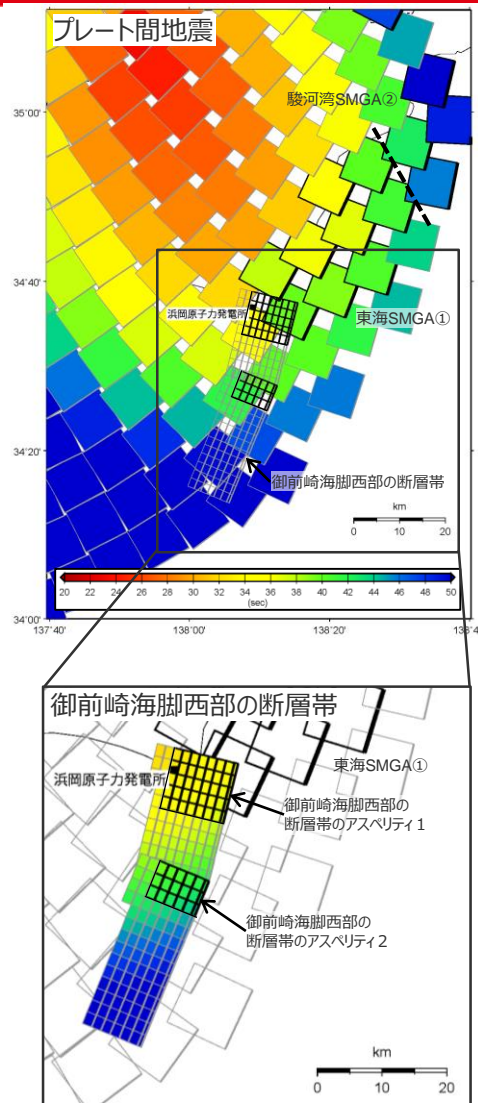 プレート間地震
駿河湾SMGA②
35°00'
34°40'
浜岡原子力発電所
東海SMGA①
34°20'
御前崎海脚西部の断層帯
km
0 10 20
20 22 24 26 28 30 32 34 36 38 40 42 44 46 48 50
(sec)
34°00'
137°40' 138°00' 138°20' 136°4
御前崎海脚西部の断層帯
東海SMGA①
浜岡原子力発電所
御前崎海脚西部の
断層帯のアスペリティ1
御前崎海脚西部の
断層帯のアスペリティ2
km
0 10 20